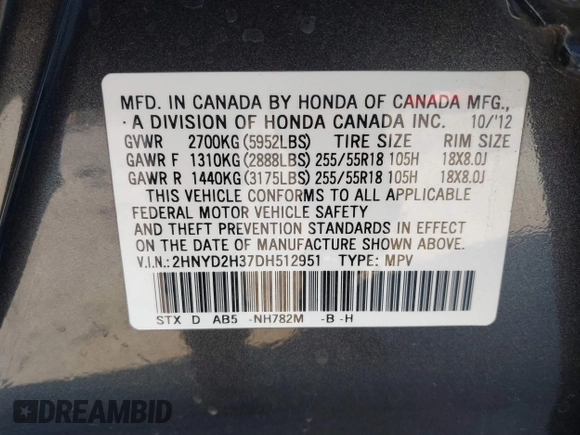 MFD. IN CANADA BY HONDA OF CANADA MFG.,
A DIVISION OF HONDA CANADA INC. 10/'12
GVWR 2700KG(5952LBS) TIRE SIZE RIM SIZE
GAWR F 1310KG(2888LBS) 255/55R18 105H 18X8.0J
GAWR R 1440KG(3175LBS) 255/55R18 105H 18X8.0J
THIS VEHICLE CONFORMS TO ALL APPLICABLE
FEDERAL MOTOR VEHICLE SAFETY
AND THEFT PREVENTION STANDARDS IN EFFECT
ON THE DATE OF MANUFACTURE SHOWN ABOVE.
V.I.N.: 2HNYD2H37DH512951 TYPE: MPV
STX D AB5 -NH782M -B -H
DREAMBID